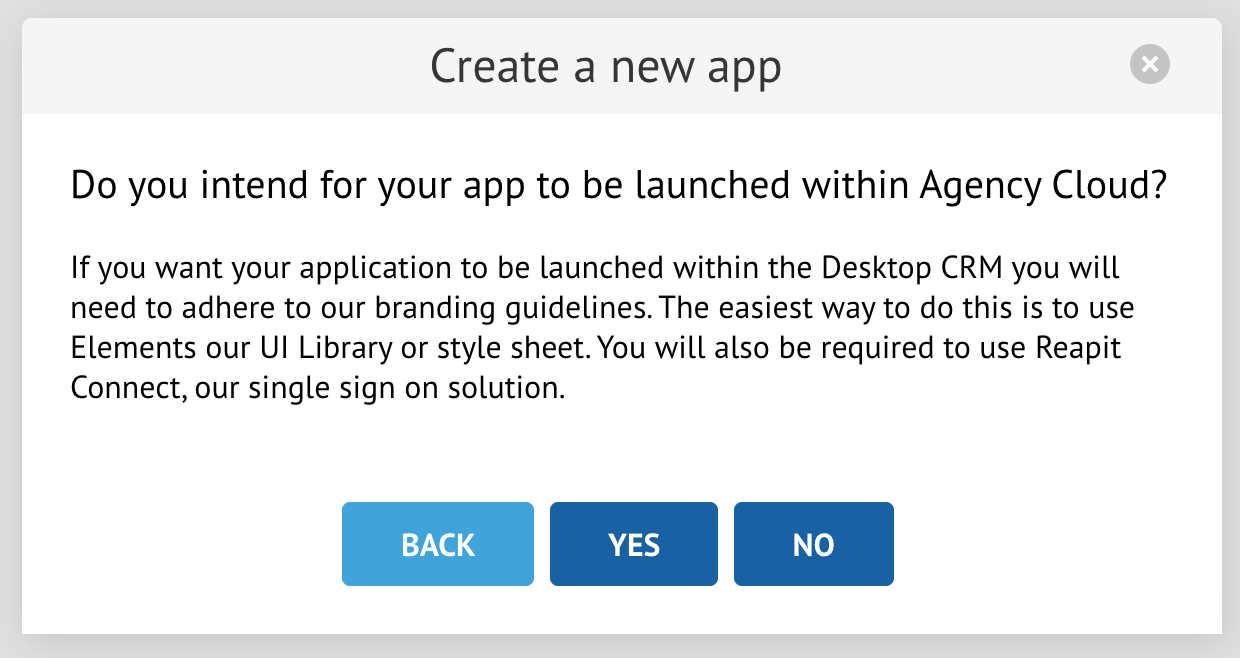 Create a new app
Do you intend for your app to be launched within Agency Cloud?
If you want your application to be launched within the Desktop CRM you will
need to adhere to our branding guidelines. The easiest way to do this is to use
Elements our UI Library or style sheet. You will also be required to use Reapit
Connect, our single sign on solution.
BACK YES NO